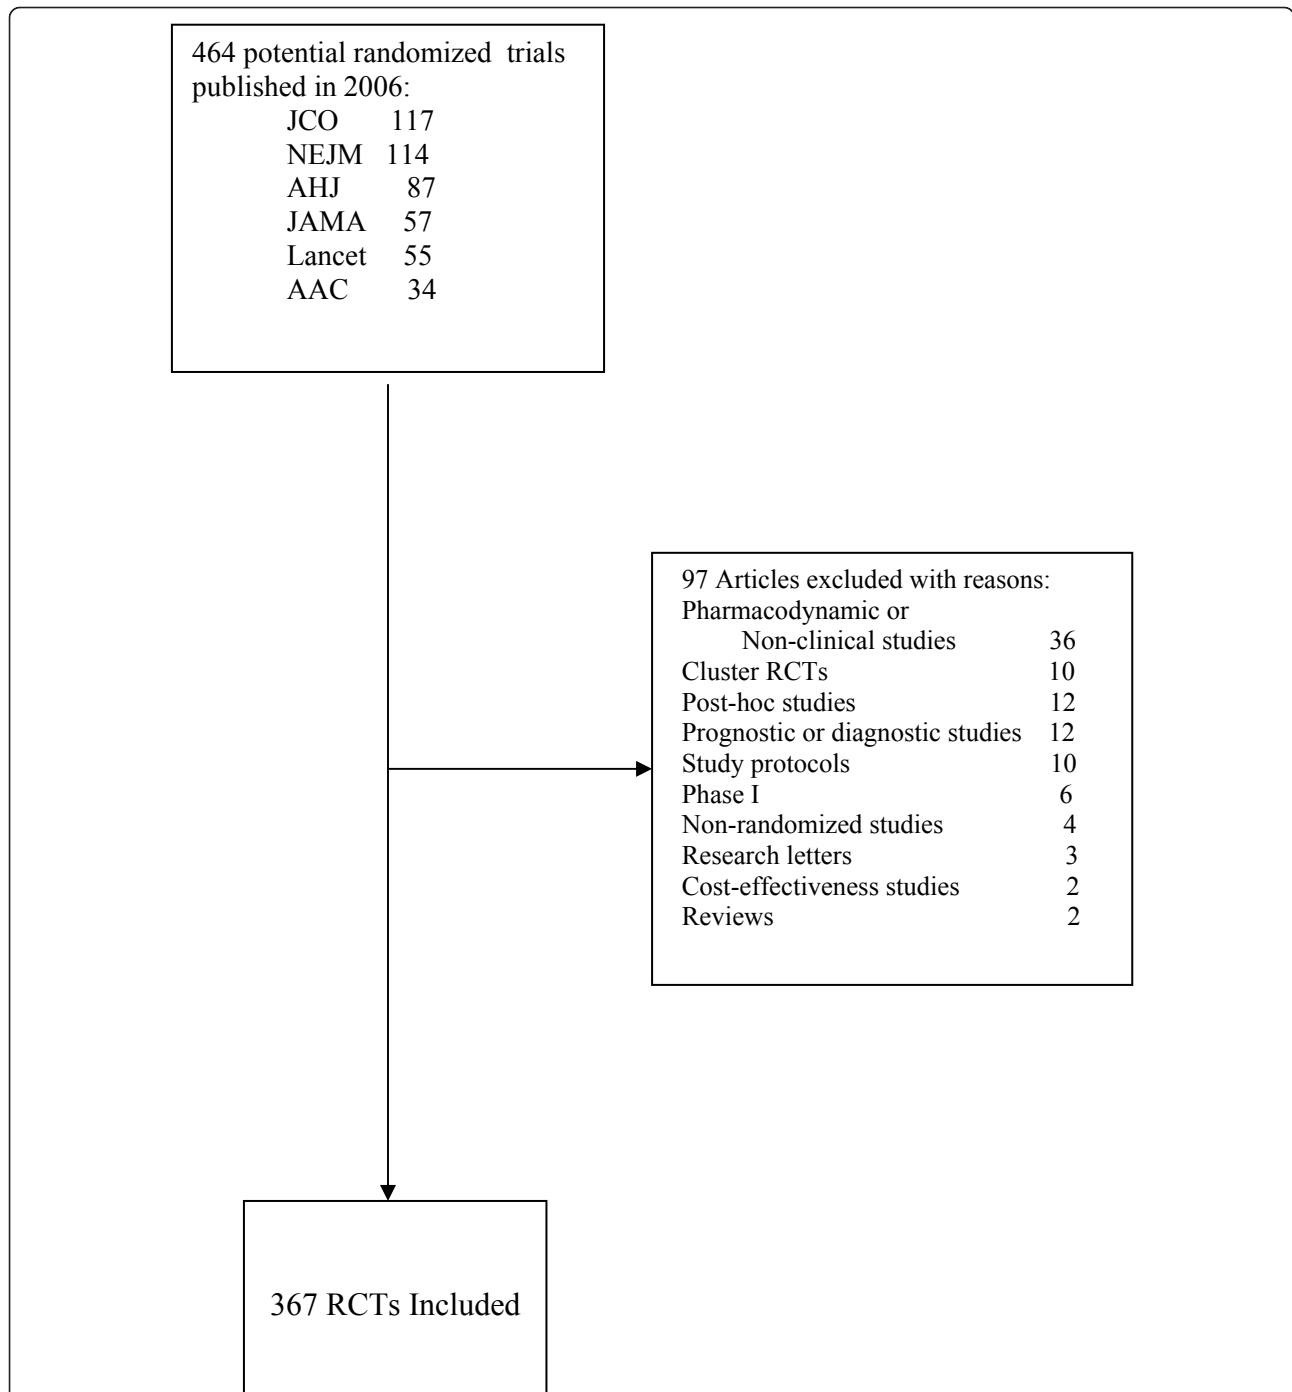 464 potential randomized trials
published in 2006:
JCO 117
NEJM 114
AHJ 87
JAMA 57
Lancet 55
AAC 34
97 Articles excluded with reasons:
Pharmacodynamic or
Non-clinical studies 36
Cluster RCTs 10
Post-hoc studies 12
Prognostic or diagnostic studies 12
Study protocols 10
Phase I 6
Non-randomized studies 4
Research letters 3
Cost-effectiveness studies 2
Reviews 2
367 RCTs Included